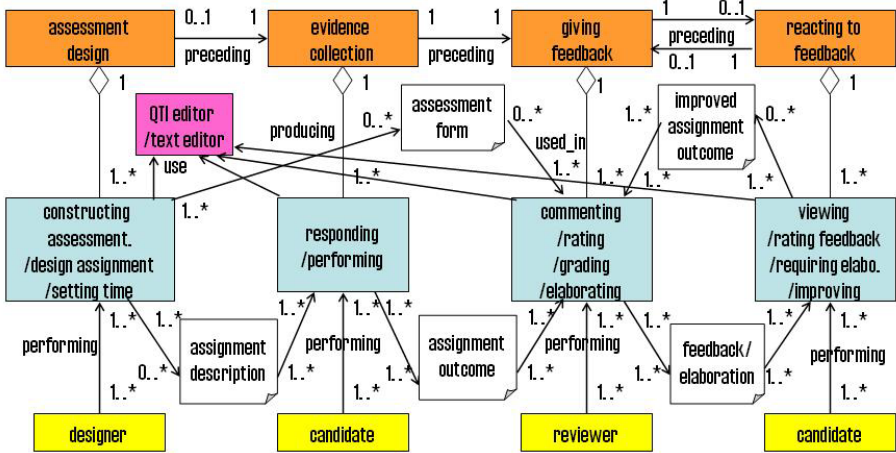 assessment
design
0..1
1
preceding
evidence
collection
1
1
preceding
giving
feedback
1
0..1
preceding
0..1
1
reacting to
feedback
1
1
1
1
QTI editor
/text editor
use
producing
0..*
assessment
form
0..*
used_in
1..*
improved
assignment
outcome
0..*
1..*
1..*
1..*
1..*
1..*
1..*
1..*
constructing
assessment.
/design assignment
/setting time
responding
/performing
commenting
/rating
/grading
/elaborating
viewing
/rating feedback
/requiring elabo.
/improving
1..*
1..*
1..*
1..*
1..*
1..*
1..*
1..*
1..*
1..*
1..*
performing
assignment
description
performing
assignment
outcome
performing
feedback/
elaboration
performing
0..*
1..*
1..*
1..*
1..*
1..*
1..*
1..*
1..*
1..*
designer
candidate
reviewer
candidate